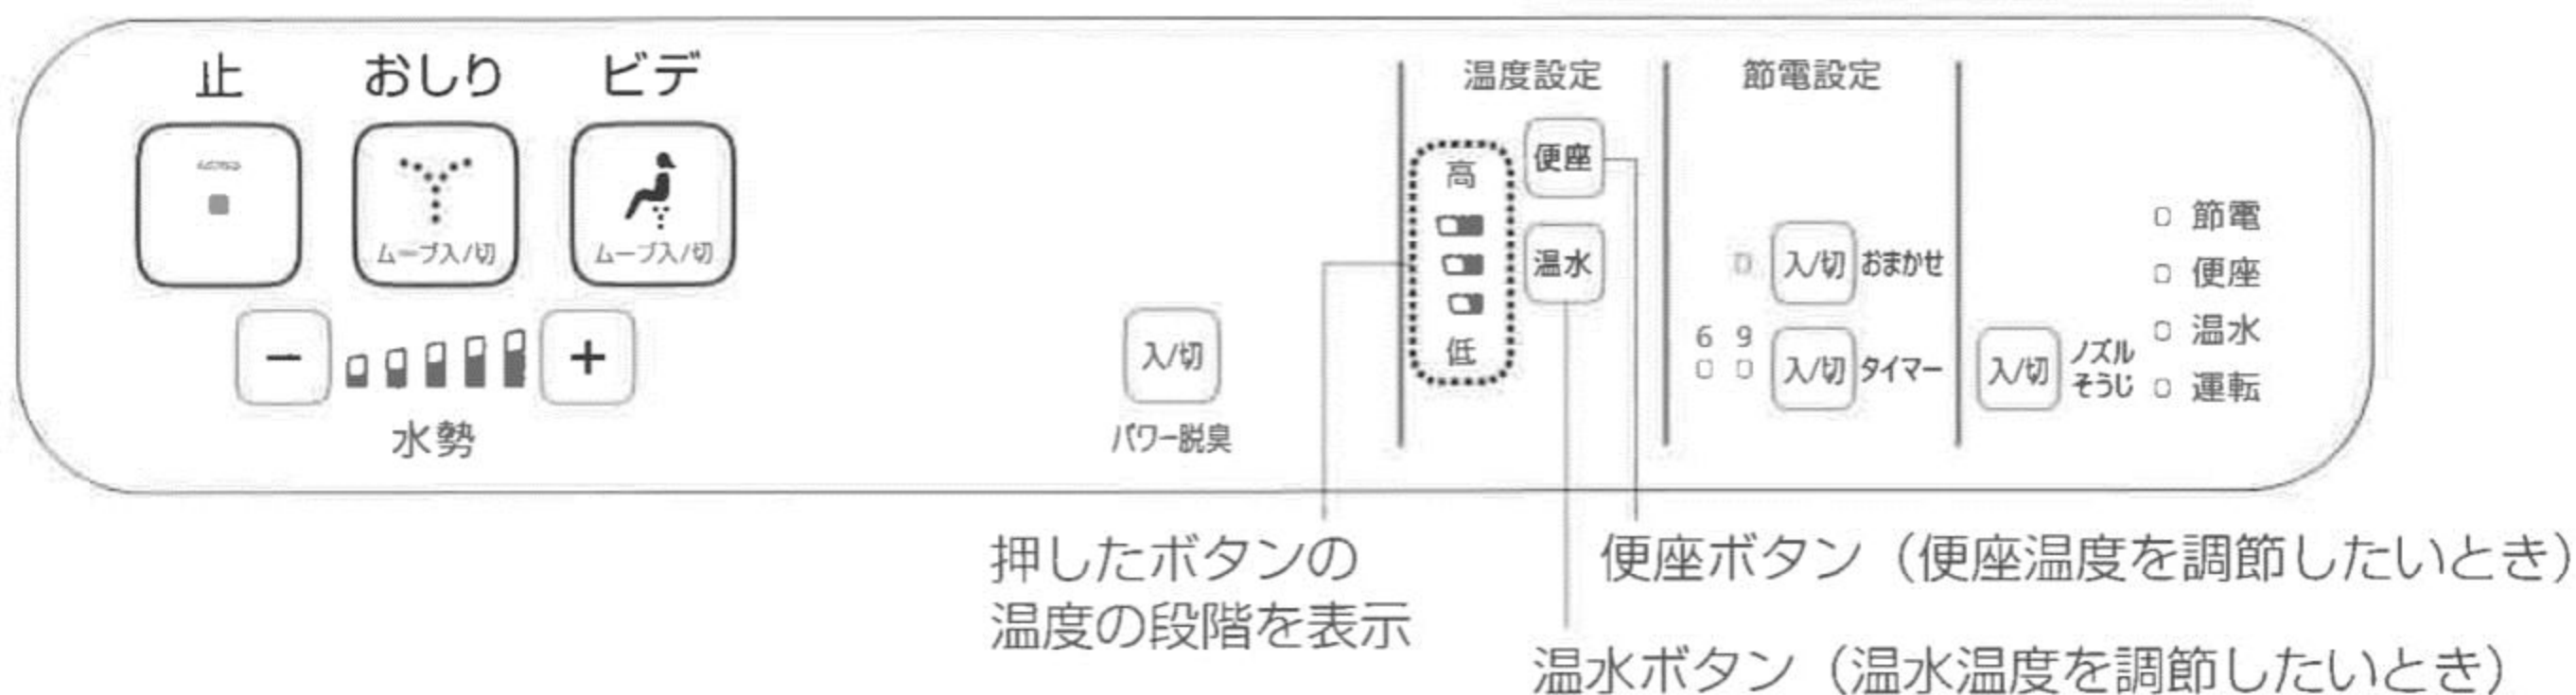 止
おしり
ビデ
ムーブ入/切
ムーブ入/切
−
+
水勢
入/切
パワー脱臭
温度設定
高
低
便座
温水
節電設定
入/切 おまかせ
6 9
入/切 タイマー
入/切
ノズル
そうじ
節電
便座
温水
運転
押したボタンの
温度の段階を表示
便座ボタン（便座温度を調節したいとき）
温水ボタン（温水温度を調節したいとき）